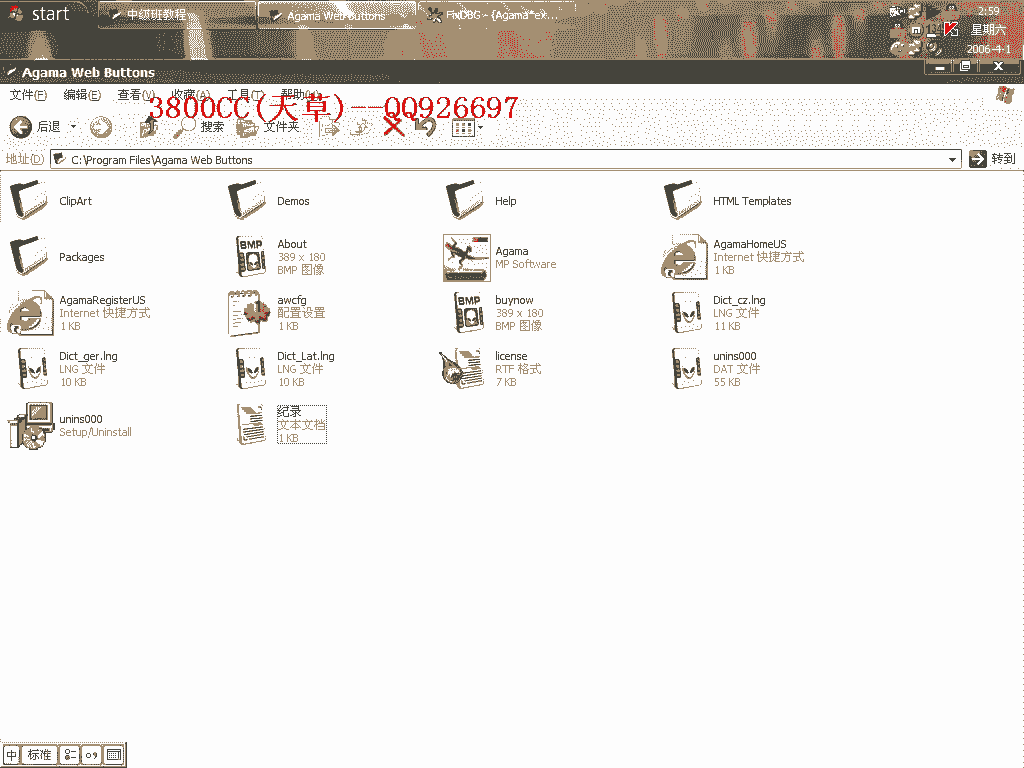 start
中级班教程
Agama Web Buttons
FixDBG - {Agama*ex...
2:59
星期六
2006-4-1
Agama Web Buttons
文件(F) 编辑(E) 查看(V) 收藏(A) 工具(T) 帮助(H)
3800CC(天草)--QQ926697
后退 搜索 文件夹
地址(D) C:\Program Files\Agama Web Buttons 转到
ClipArt
Demos
Help
HTML Templates
Packages
About
389 x 180
BMP 图像
Agama
MP Software
AgamaHomeUS
Internet 快捷方式
1 KB
AgamaRegisterUS
Internet 快捷方式
1 KB
awcfg
配置设置
1 KB
buynow
389 x 180
BMP 图像
Dict_cz.lng
LNG 文件
11 KB
Dict_ger.lng
LNG 文件
10 KB
Dict_Lat.lng
LNG 文件
10 KB
license
RTF 格式
7 KB
unins000
DAT 文件
55 KB
unins000
Setup/Uninstall
纪录
文本文档
1 KB
中 标准